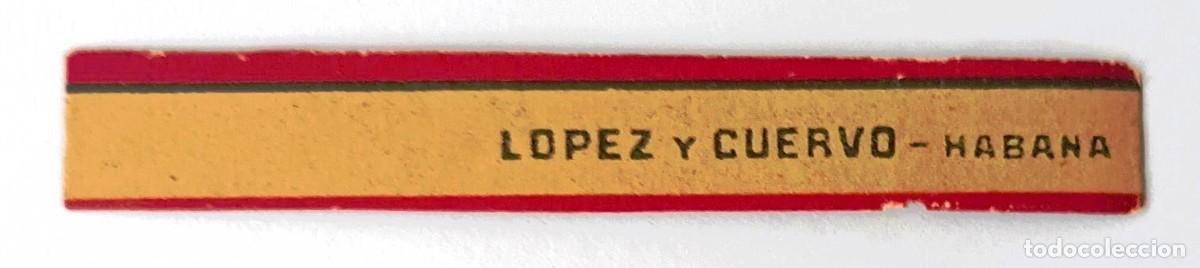 LOPEZ Y CUERVO - HABANA
todocoleccion